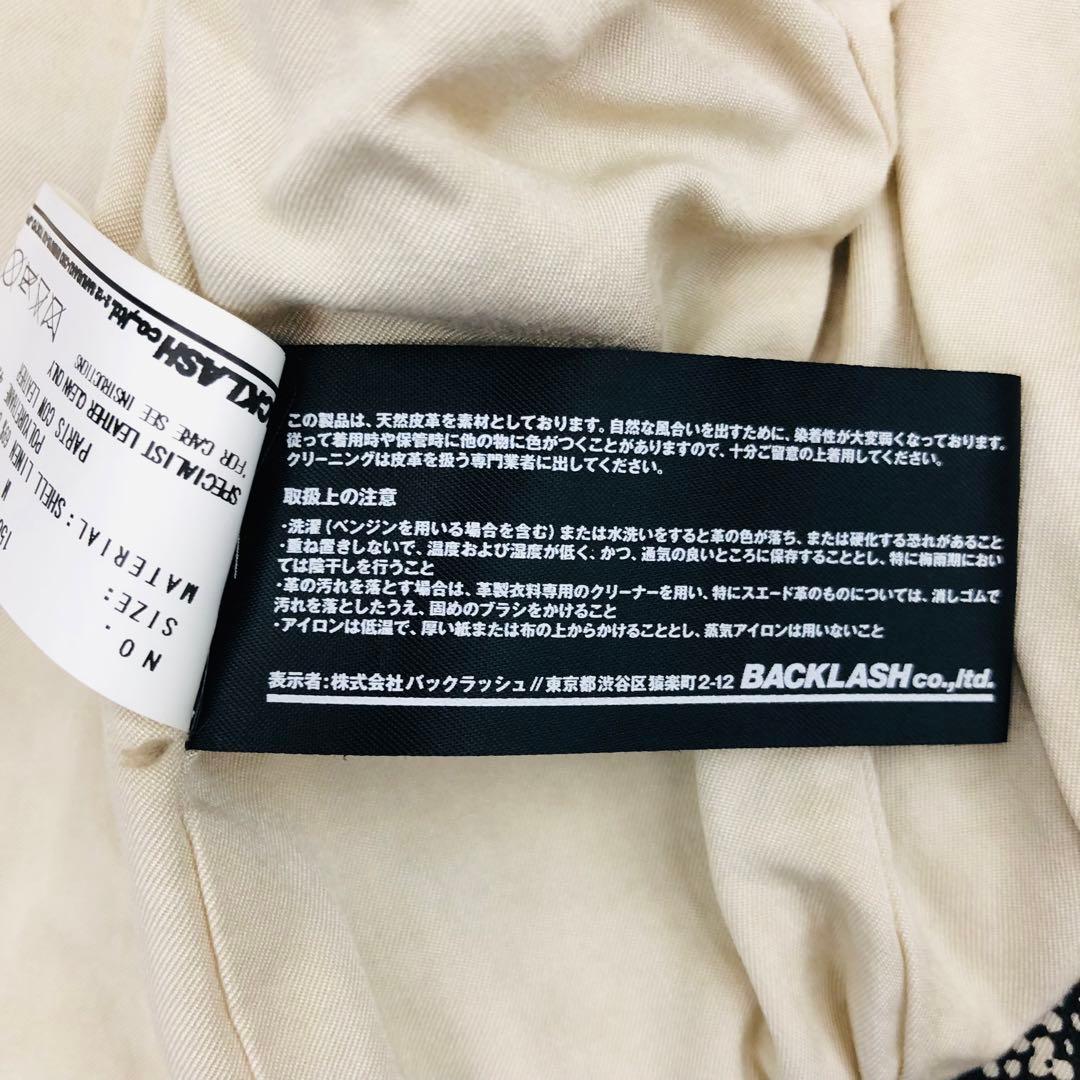 この製品は、天然皮革を素材としております。自然な風合いを出すために、染着性が大変弱くなっております。
従って着用時や保管時に他の物に色がつくことがありますので、十分ご留意の上着用してください。
クリーニングは皮革を扱う専門業者に出してください。
取扱上の注意
・洗濯(ベンジンを用いる場合を含む)または水洗いをすると革の色が落ち、または硬化する恐れがあること
・重ね置きしないで、温度および湿度が低く、かつ、通気の良いところに保存することとし、特に梅雨期におい
ては陰干しを行うこと
・革の汚れを落とす場合は、革製衣料専用のクリーナーを用い、特にスエード革のものについては、消しゴムで
汚れを落としたうえ、固めのブラシをかけること
・アイロンは低温で、厚い紙または布の上からかけることとし、蒸気アイロンは用いないこと
表示者:株式会社バックラッシュ//東京都渋谷区猿楽町2-12 BACKLASH co.,ltd.
NO.
SIZE: M
MATERIAL: SHELL LINEN
POLYURETHANE
PARTS COW LEATHER
SPECIALIST LEATHER CLEAN ONLY
FOR CARE SEE INSTRUCTIONS
CKLASH co.,ltd.